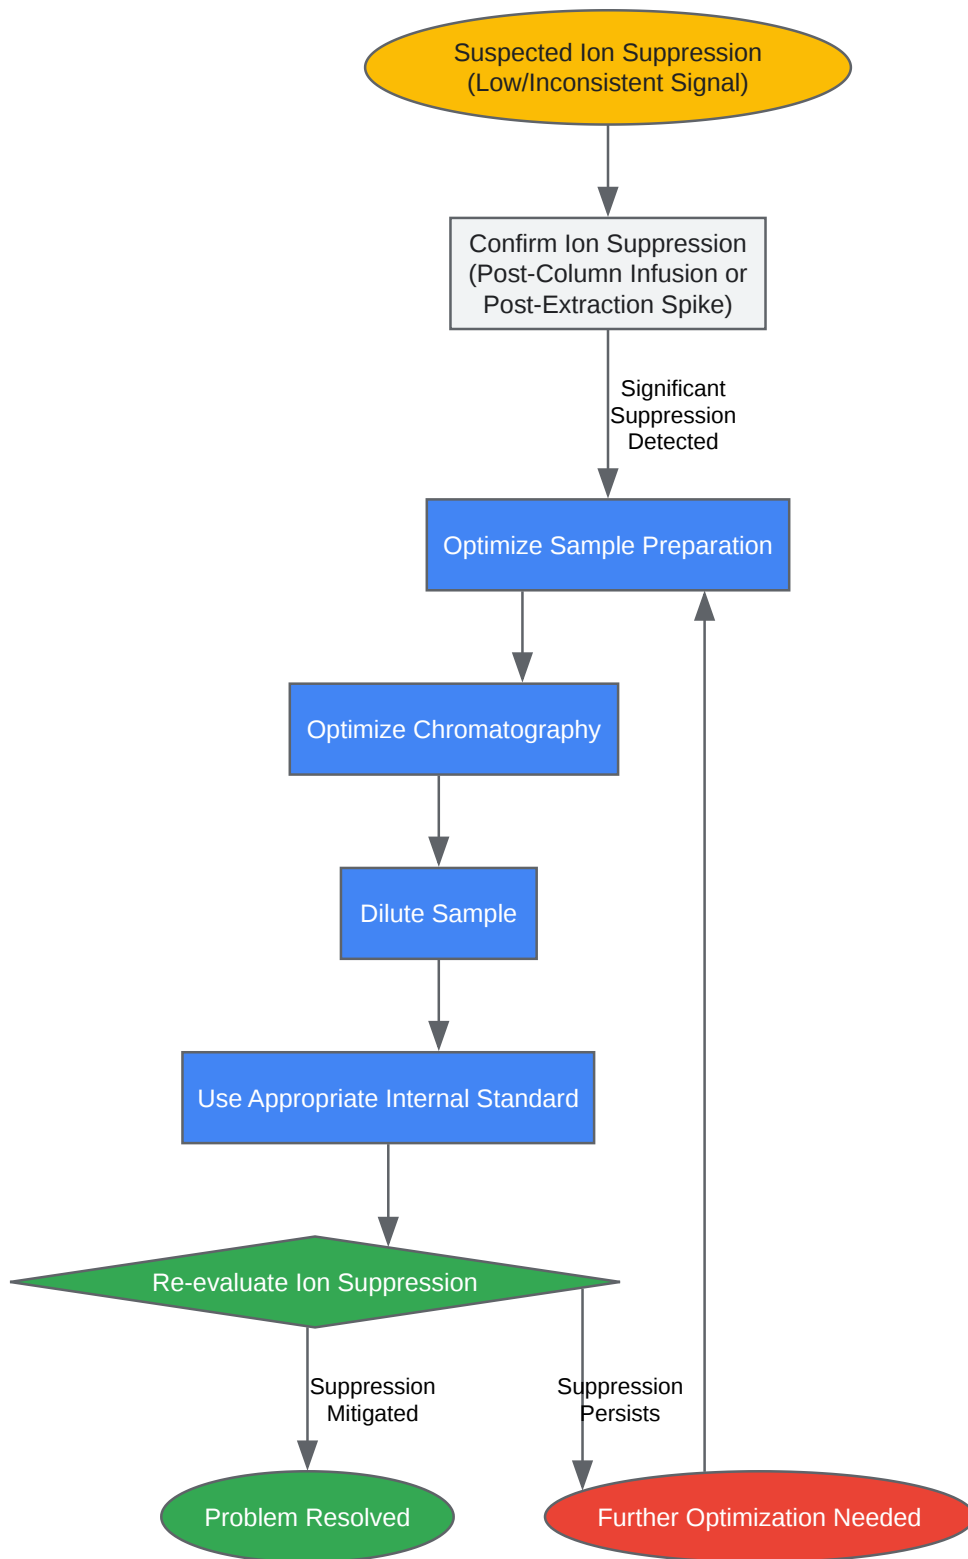 Suspected Ion Suppression
(Low/Inconsistent Signal)
Confirm Ion Suppression
(Post-Column Infusion or
Post-Extraction Spike)
Significant
Suppression
Detected
Optimize Sample Preparation
Optimize Chromatography
Dilute Sample
Use Appropriate Internal Standard
Re-evaluate Ion Suppression
Suppression
Mitigated
Suppression
Persists
Problem Resolved
Further Optimization Needed